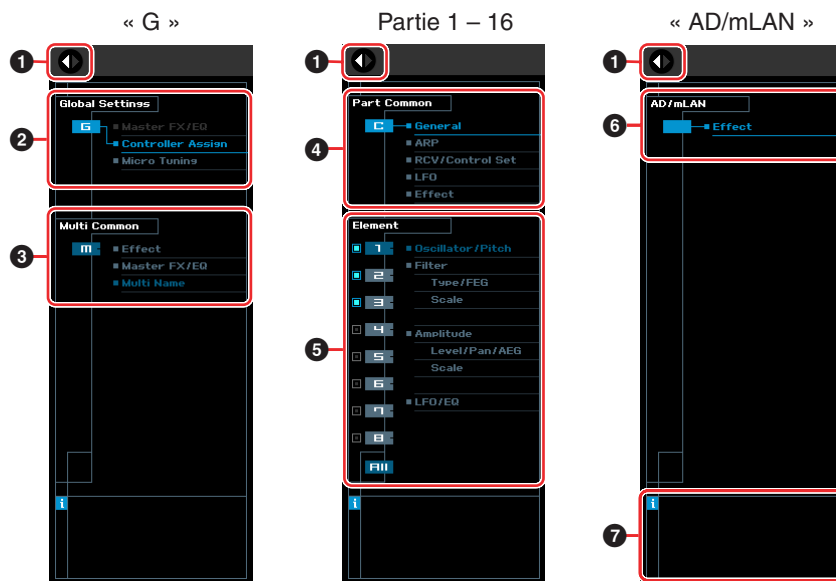 « G »
Partie 1 – 16
« AD/mLAN »
1
1
1
Global Settings
2
G
Master FX/EQ
Controller Assign
Micro Tuning
Multi Common
3
m
Effect
Master FX/EQ
Multi Name
i
Part Common
4
C
General
ARP
RCV/Control Set
LFO
Effect
Element
5
1
Oscillator/Pitch
2
Filter
Type/FEG
3
Scale
4
Amplitude
5
Level/Pan/AEG
Scale
6
7
LFO/EQ
8
All
i
AD/mLAN
6
Effect
7
i